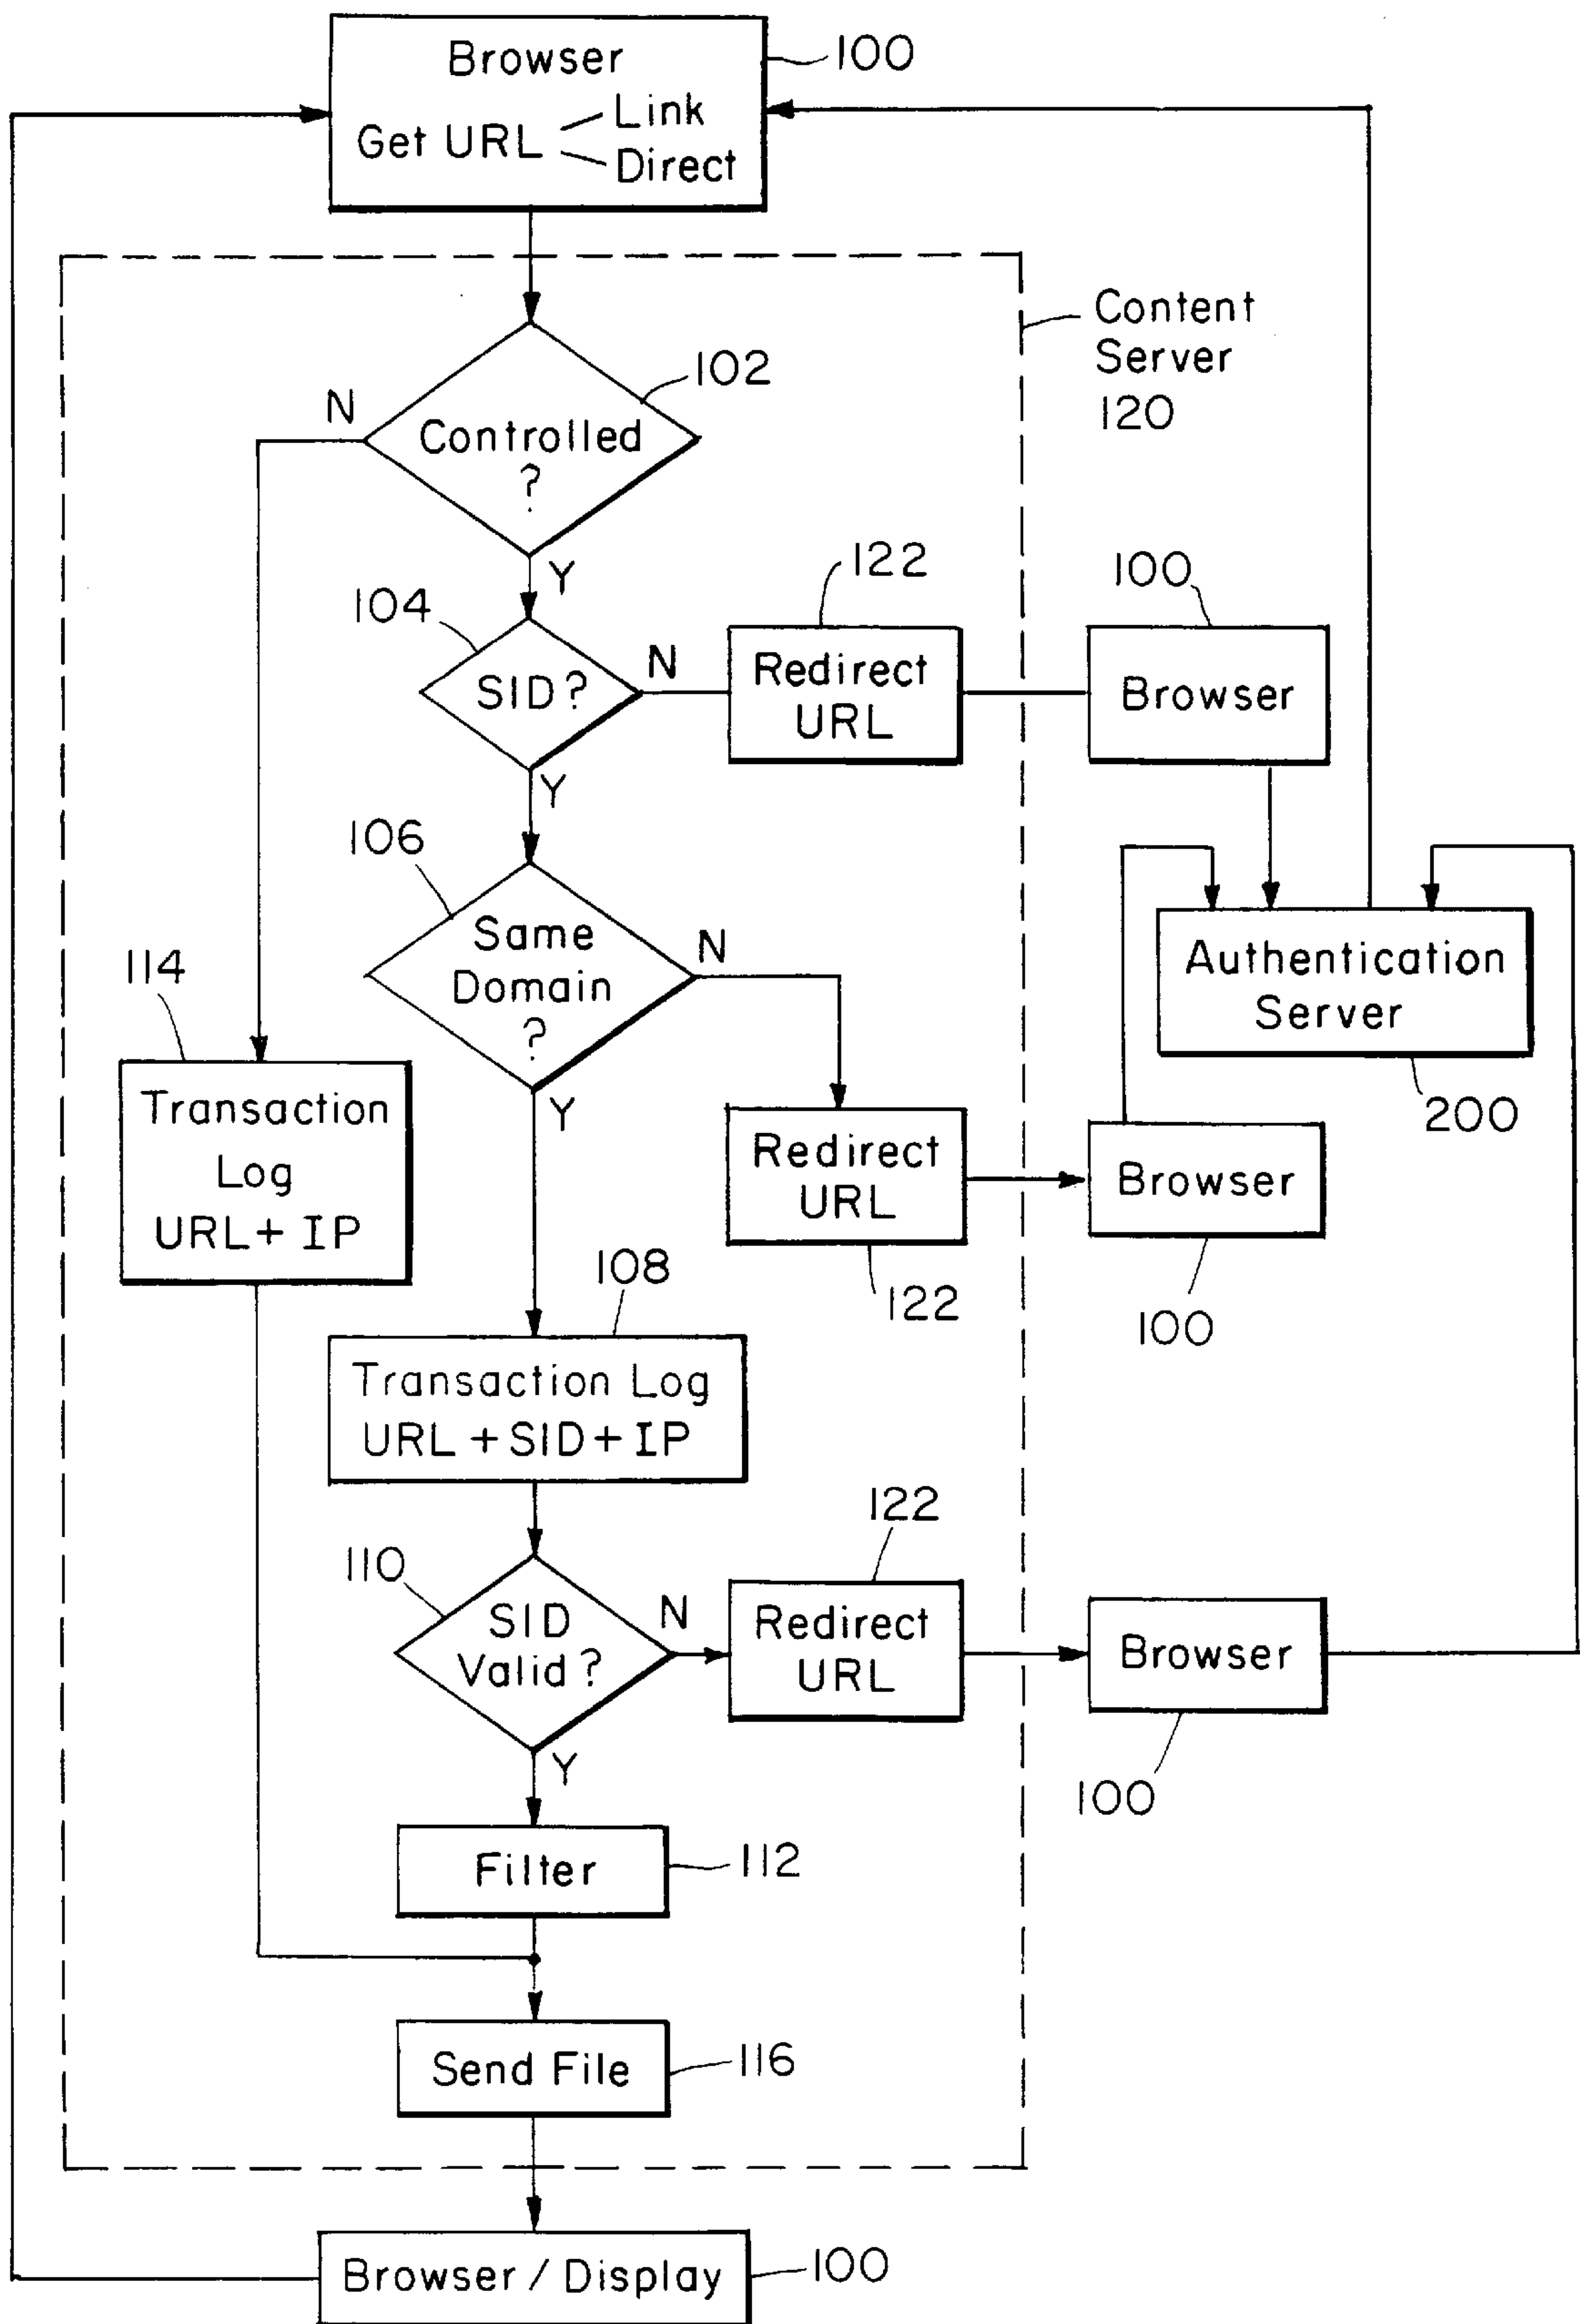 Browser
Get URL
Link
Direct
100
Content
Server
120
102
N
Controlled
?
Y
104
SID?
N
122
Redirect
URL
100
Browser
Y
106
Same
Domain
?
N
Y
114
Transaction
Log
URL+ IP
Authentication
Server
200
Redirect
URL
122
Browser
100
108
Transaction Log
URL+SID+IP
110
SID
Valid?
N
122
Redirect
URL
Browser
100
Y
Filter
112
Send File
116
Browser / Display
100